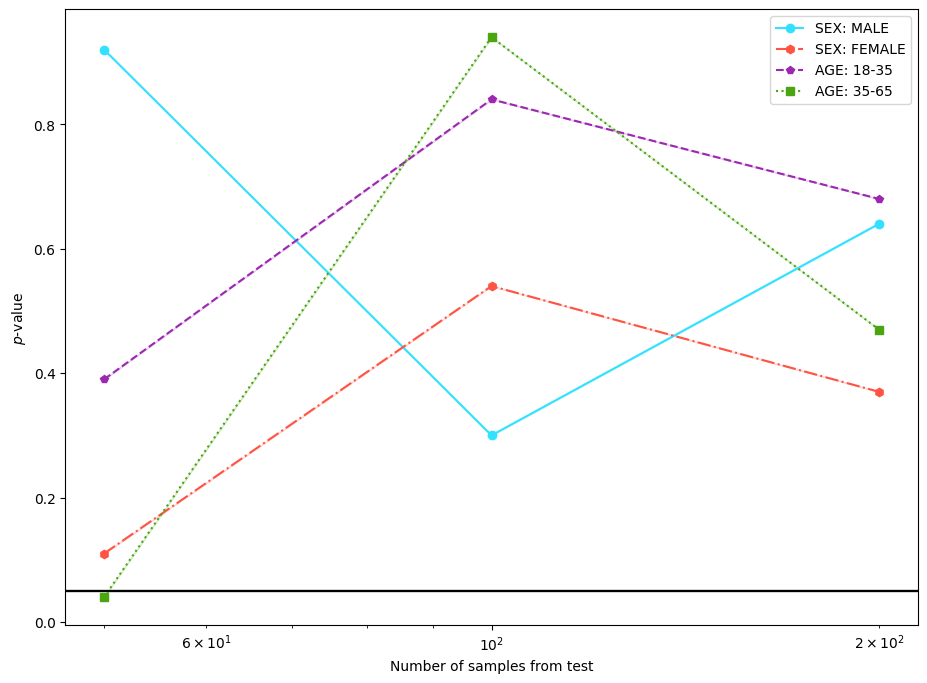 SEX: MALE
SEX: FEMALE
AGE: 18-35
AGE: 35-65
p-value
0.8
0.6
0.4
0.2
0.0
6 × 10¹
10²
2 × 10²
Number of samples from test